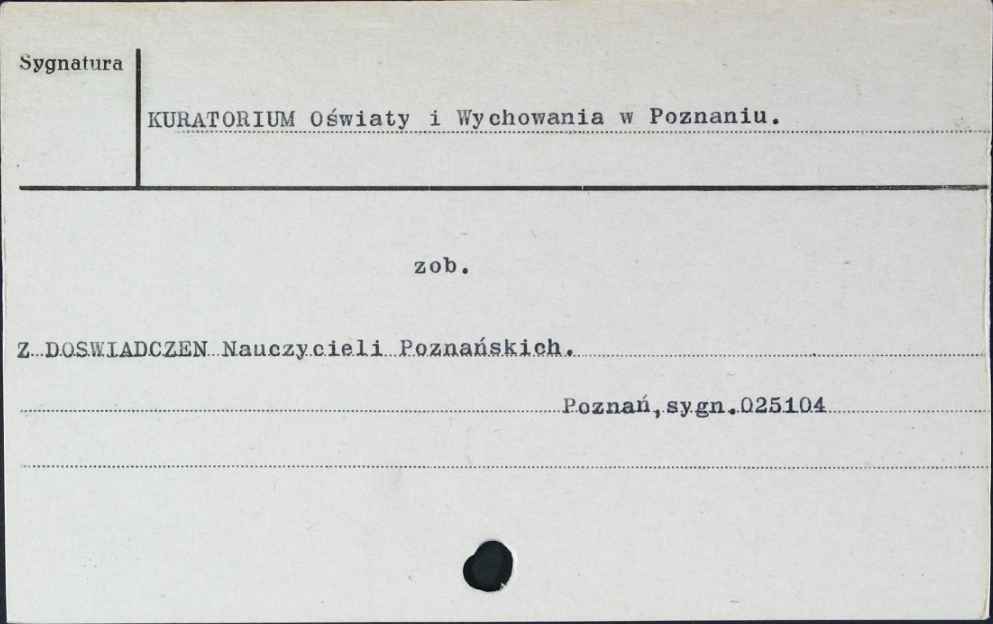 Sygnatura
KURATORIUM Oświaty i Wychowania w Poznaniu.
zob.
Z DOSWIADCZEN Nauczycieli Poznańskich.
Poznań,sygn.025104